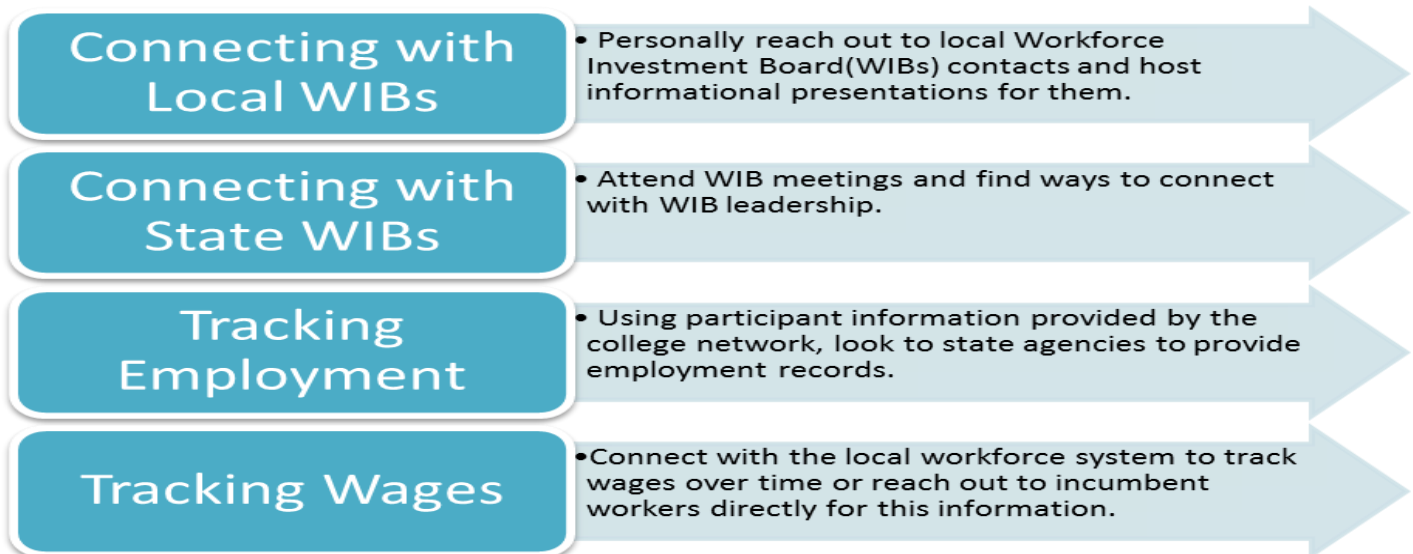 Connecting with
Local WIBs
• Personally reach out to local Workforce
Investment Board(WIBs) contacts and host
informational presentations for them.
Connecting with
State WIBs
• Attend WIB meetings and find ways to connect
with WIB leadership.
Tracking
Employment
• Using participant information provided by the
college network, look to state agencies to provide
employment records.
Tracking Wages
•Connect with the local workforce system to track
wages over time or reach out to incumbent
workers directly for this information.